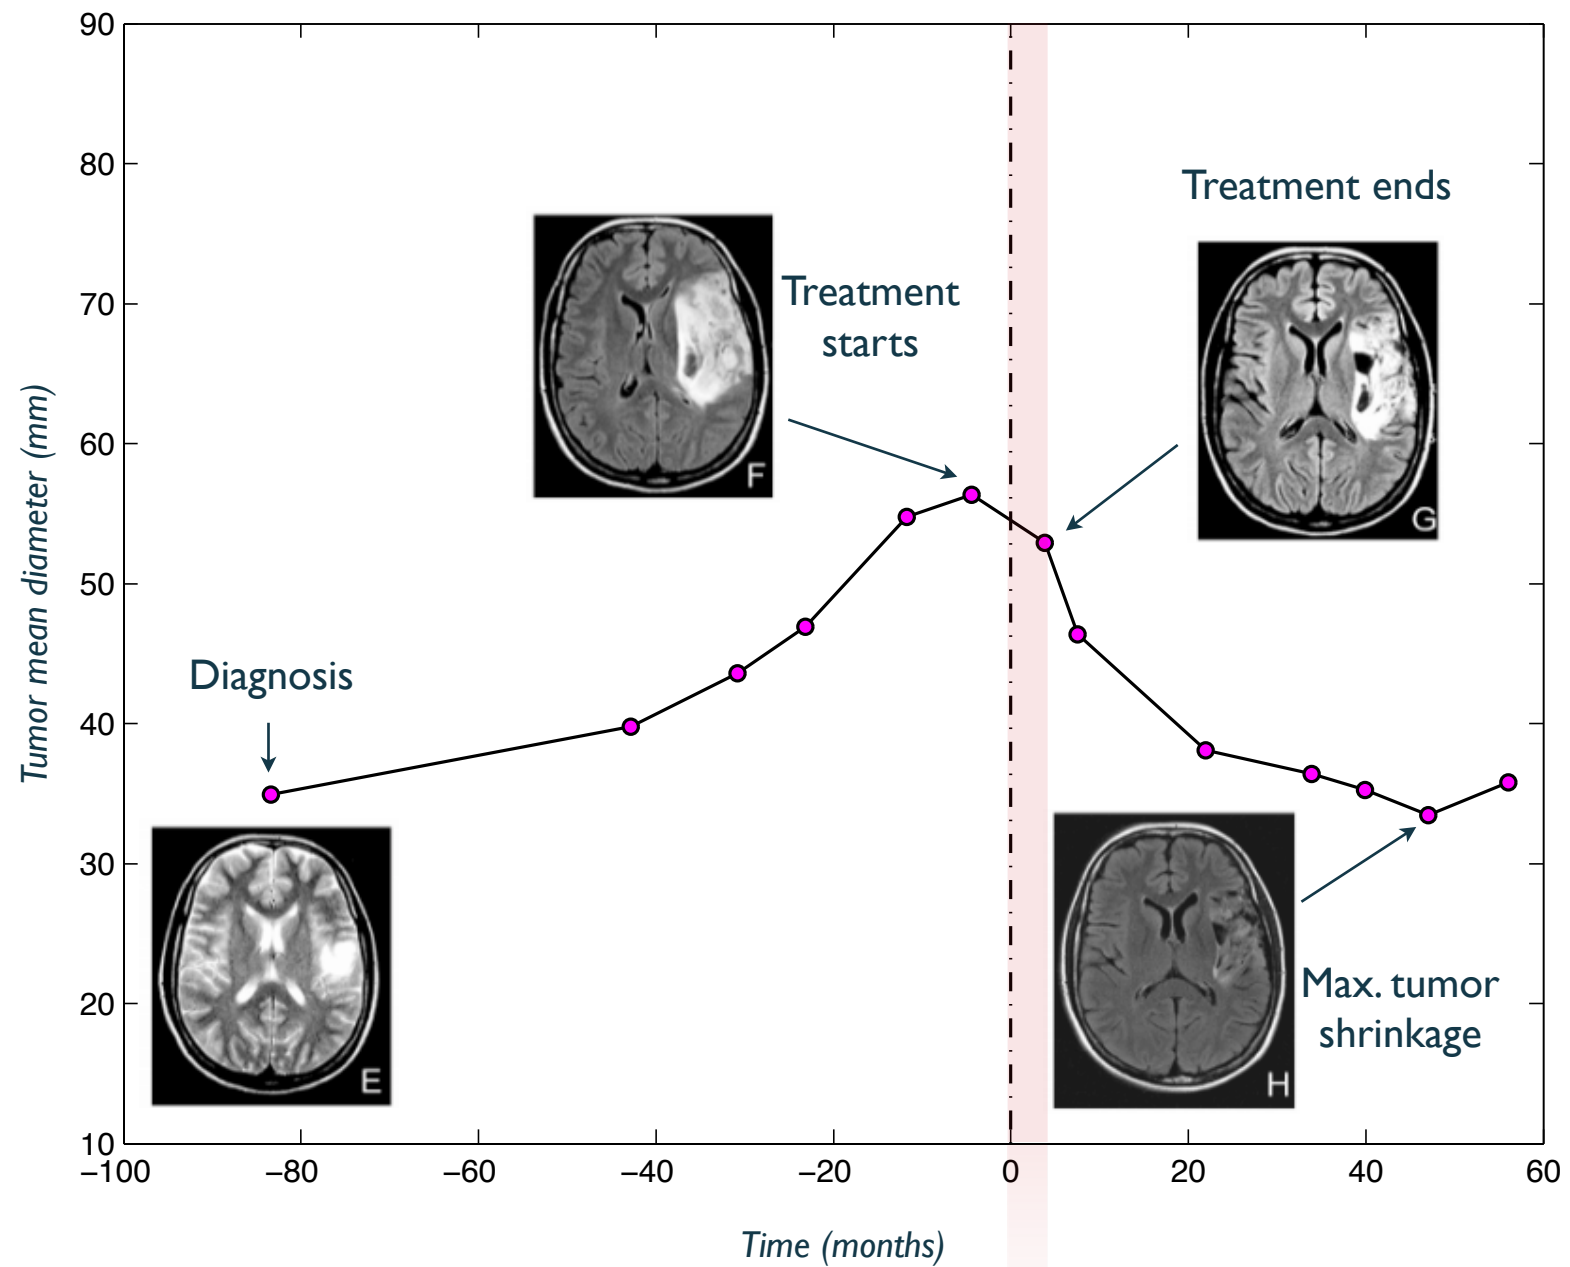 90
80
70
60
50
40
30
20
10
Tumor mean diameter (mm)
Treatment ends
Treatment
starts
F
G
Diagnosis
E
H
Max. tumor
shrinkage
−100 −80 −60 −40 −20 0 20 40 60
Time (months)